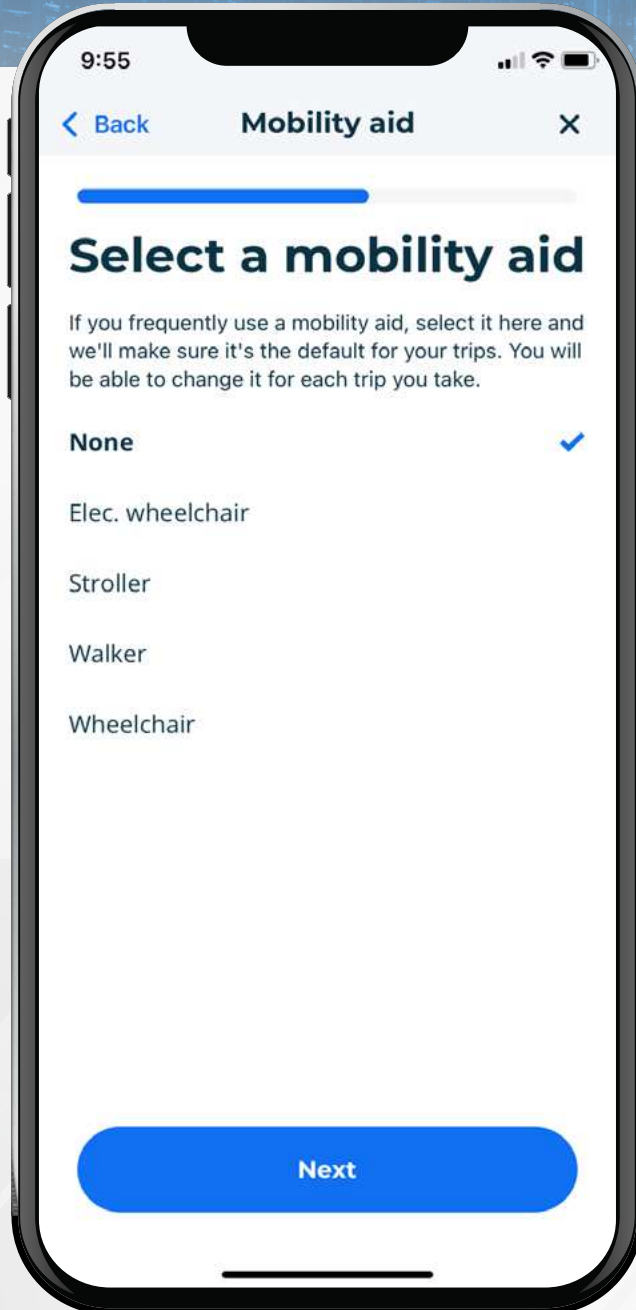 9:55
Back
Mobility aid
Select a mobility aid
If you frequently use a mobility aid, select it here and
we'll make sure it's the default for your trips. You will
be able to change it for each trip you take.
None
Elec. wheelchair
Stroller
Walker
Wheelchair
Next